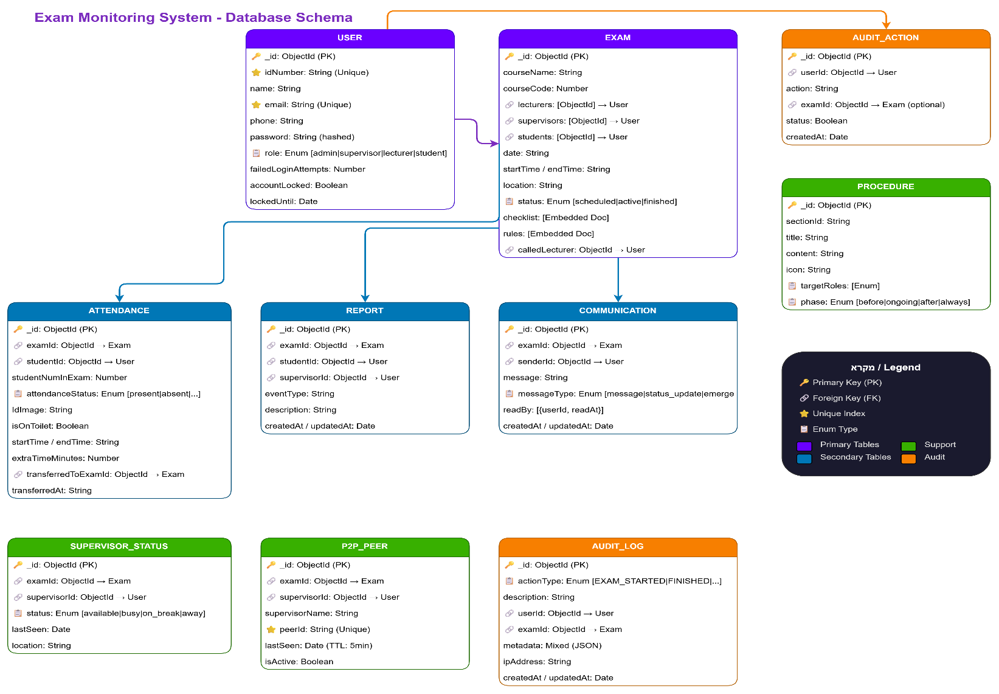 Exam Monitoring System - Database Schema
USER
_id: ObjectId (PK)
idNumber: String (Unique)
name: String
email: String (Unique)
phone: String
password: String (hashed)
role: Enum [admin|supervisor|lecturer|student]
failedLoginAttempts: Number
accountLocked: Boolean
lockedUntil: Date
EXAM
_id: ObjectId (PK)
courseName: String
courseCode: Number
lecturers: [ObjectId] → User
supervisors: [ObjectId] → User
students: [ObjectId] → User
date: String
startTime / endTime: String
location: String
status: Enum [scheduled|active|finished]
checklist: [Embedded Doc]
rules: [Embedded Doc]
calledLecturer: ObjectId → User
AUDIT_ACTION
_id: ObjectId (PK)
userId: ObjectId → User
action: String
examId: ObjectId → Exam (optional)
status: Boolean
createdAt: Date
PROCEDURE
_id: ObjectId (PK)
sectionId: String
title: String
content: String
icon: String
targetRoles: [Enum]
phase: Enum [before|ongoing|after|always]
ATTENDANCE
_id: ObjectId (PK)
examId: ObjectId → Exam
studentId: ObjectId → User
studentNumInExam: Number
attendanceStatus: Enum [present|absent|...]
IdImage: String
isOnToilet: Boolean
startTime / endTime: String
extraTimeMinutes: Number
transferredToExamId: ObjectId → Exam
transferredAt: String
REPORT
_id: ObjectId (PK)
examId: ObjectId → Exam
studentId: ObjectId → User
supervisorId: ObjectId → User
eventType: String
description: String
createdAt / updatedAt: Date
COMMUNICATION
_id: ObjectId (PK)
examId: ObjectId → Exam
senderId: ObjectId → User
message: String
messageType: Enum [message|status_update|emerge
readBy: [{userId, readAt}]
createdAt / updatedAt: Date
מקרא / Legend
Primary Key (PK)
Foreign Key (FK)
Unique Index
Enum Type
Primary Tables
Support
Secondary Tables
Audit
SUPERVISOR_STATUS
_id: ObjectId (PK)
examId: ObjectId → Exam
supervisorId: ObjectId → User
status: Enum [available|busy|on_break|away]
lastSeen: Date
location: String
P2P_PEER
_id: ObjectId (PK)
examId: ObjectId → Exam
supervisorId: ObjectId → User
supervisorName: String
peerId: String (Unique)
lastSeen: Date (TTL: 5min)
isActive: Boolean
AUDIT_LOG
_id: ObjectId (PK)
actionType: Enum [EXAM_STARTED|FINISHED|...]
description: String
userId: ObjectId → User
examId: ObjectId → Exam
metadata: Mixed (JSON)
ipAddress: String
createdAt / updatedAt: Date